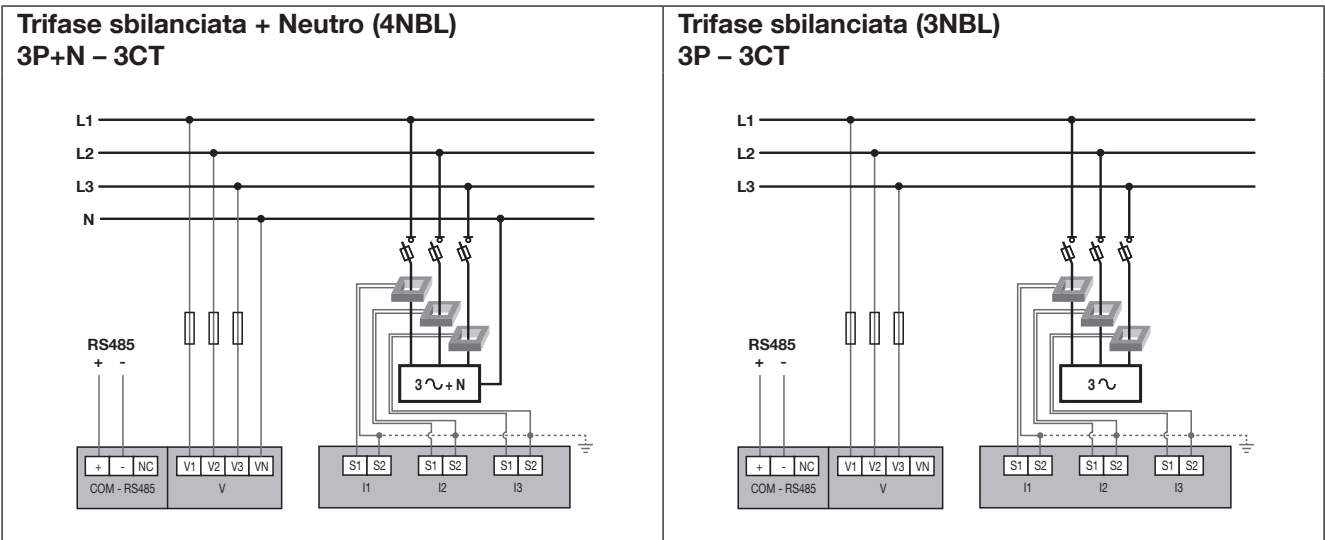 Trifase sbilanciata + Neutro (4NBL)
3P+N – 3CT
L1
L2
L3
N
RS485
+ -
3 + N
+ - NC
COM - RS485
V1 V2 V3 VN
V
S1 S2
I1
S1 S2
I2
S1 S2
I3
Trifase sbilanciata (3NBL)
3P – 3CT
L1
L2
L3
RS485
+ -
3
+ - NC
COM - RS485
V1 V2 V3 VN
V
S1 S2
I1
S1 S2
I2
S1 S2
I3